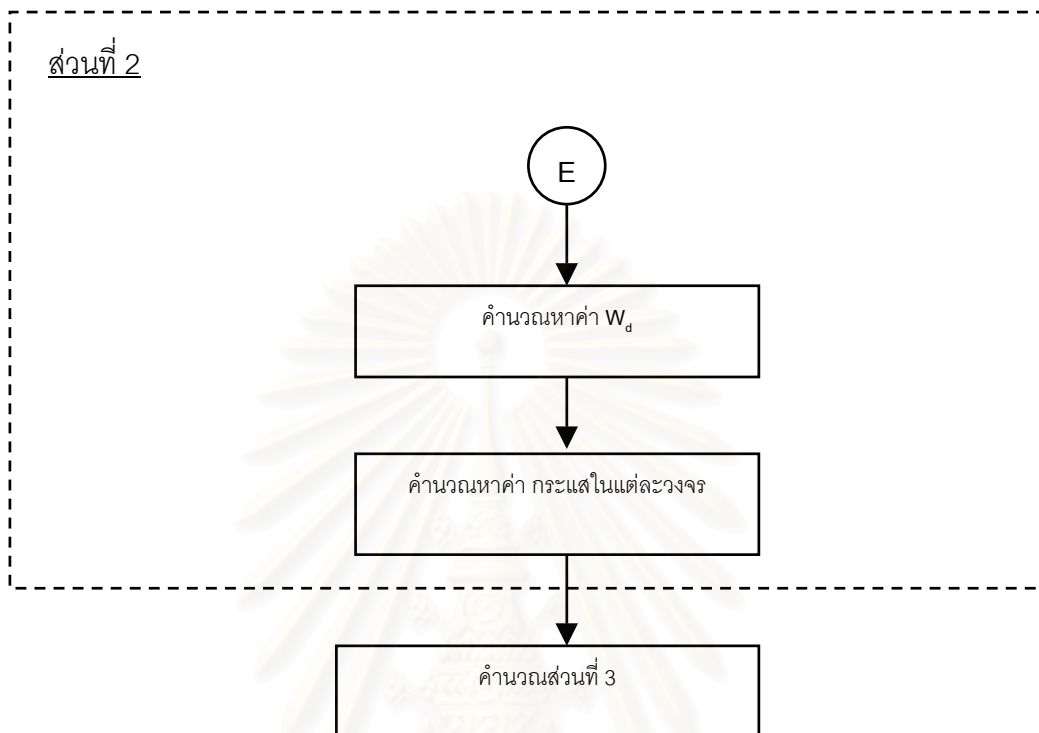 ส่วนที่ 2
E
คำนวณหาค่า W_d
คำนวณหาค่า กระแสในแต่ละวงจร
คำนวณส่วนที่ 3